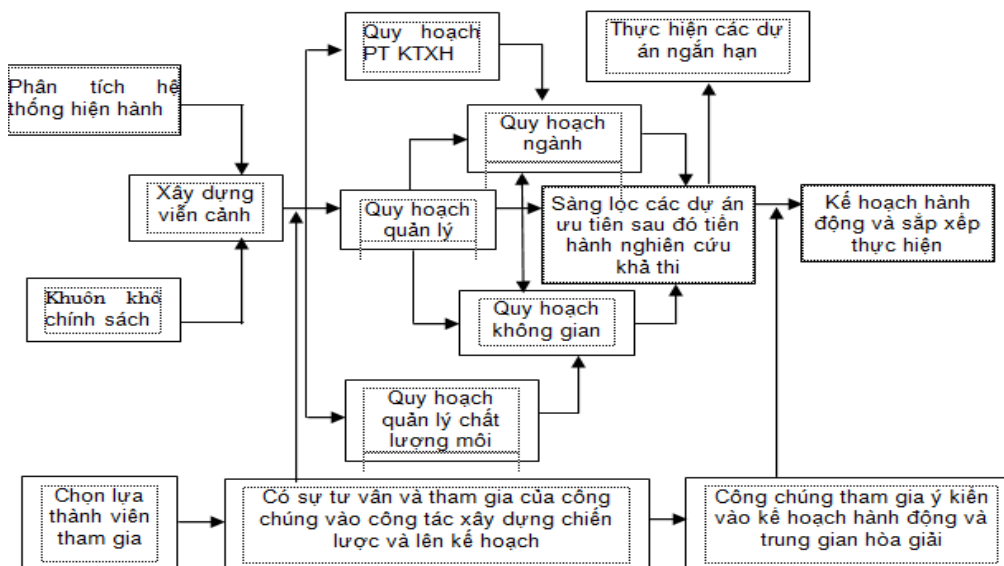 Quy hoạch
PT KTXH
Thực hiện các dự
án ngắn hạn
Phân tích hệ
thống hiện hành
Quy hoạch
ngành
Xây dựng
viễn cảnh
Quy hoạch
quản lý
Sàng lọc các dự án
ưu tiên sau đó tiến
hành nghiên cứu
khả thi
Kế hoạch hành
động và sắp xếp
thực hiện
Khuôn khổ
chính sách
Quy hoạch
không gian
Quy hoạch
quản lý chất
lượng môi
Chọn lựa
thành viên
tham gia
Có sự tư vấn và tham gia của công
chúng vào công tác xây dựng chiến
lược và lên kế hoạch
Công chúng tham gia ý kiến
vào kế hoạch hành động và
trung gian hòa giải